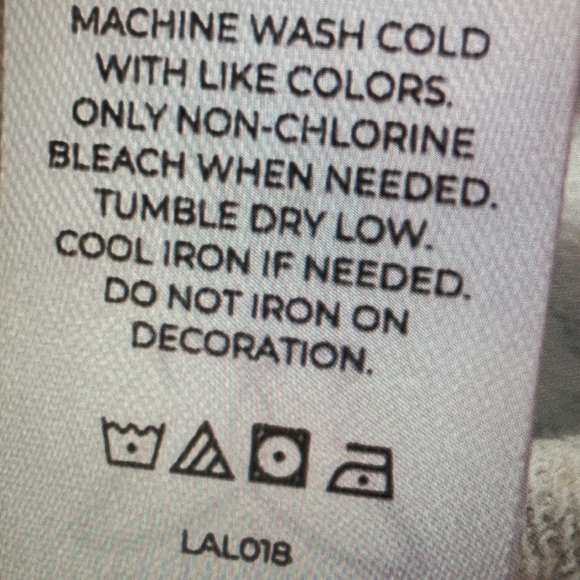 MACHINE WASH COLD
WITH LIKE COLORS.
ONLY NON-CHLORINE
BLEACH WHEN NEEDED.
TUMBLE DRY LOW.
COOL IRON IF NEEDED.
DO NOT IRON ON
DECORATION.
LAL018